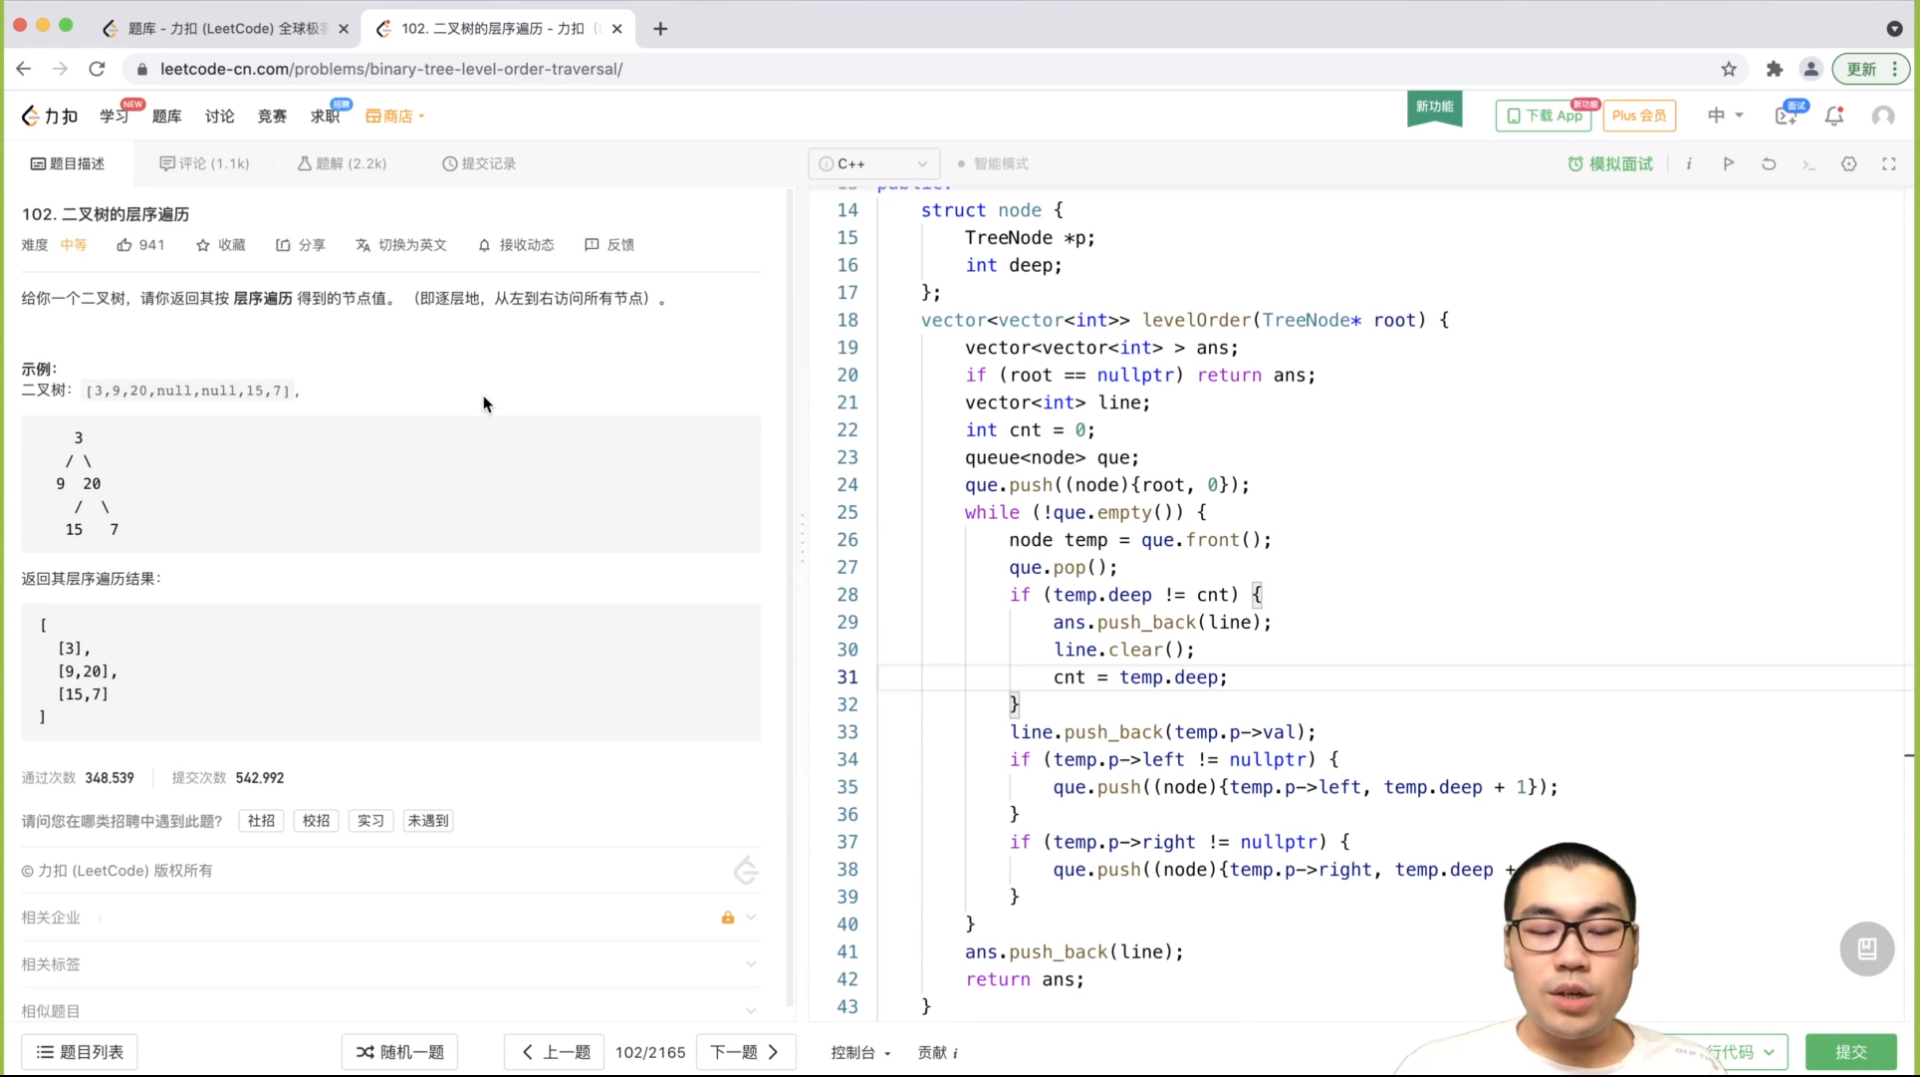 题库 - 力扣 (LeetCode) 全球极客
102. 二叉树的层序遍历 - 力扣 (
leetcode-cn.com/problems/binary-tree-level-order-traversal/
更新
力扣 学习 NEW 题库 讨论 竞赛 求职 招聘 商店
新功能
下载 App 新功能
Plus 会员
中
面试
题目描述
评论 (1.1k)
题解 (2.2k)
提交记录
i C++
智能模式
模拟面试
i
102. 二叉树的层序遍历
难度 中等 941 收藏 分享 切换为英文 接收动态 反馈
给你一个二叉树，请你返回其按 层序遍历 得到的节点值。 （即逐层地，从左到右访问所有节点）。
示例：
二叉树：[3,9,20,null,null,15,7],
3
/ \
9 20
/ \
15 7
返回其层序遍历结果：
[
[3],
[9,20],
[15,7]
]
通过次数 348,539 提交次数 542,992
请问您在哪类招聘中遇到此题？ 社招 校招 实习 未遇到
© 力扣 (LeetCode) 版权所有
相关企业 i
相关标签
相似题目
题目列表
随机一题
上一题
102/2165
下一题
13 public:
14 struct node {
15 TreeNode *p;
16 int deep;
17 };
18 vector<vector<int>> levelOrder(TreeNode* root) {
19 vector<vector<int> > ans;
20 if (root == nullptr) return ans;
21 vector<int> line;
22 int cnt = 0;
23 queue<node> que;
24 que.push((node){root, 0});
25 while (!que.empty()) {
26 node temp = que.front();
27 que.pop();
28 if (temp.deep != cnt) {
29 ans.push_back(line);
30 line.clear();
31 cnt = temp.deep;
32 }
33 line.push_back(temp.p->val);
34 if (temp.p->left != nullptr) {
35 que.push((node){temp.p->left, temp.deep + 1});
36 }
37 if (temp.p->right != nullptr) {
38 que.push((node){temp.p->right, temp.deep +
39 }
40 }
41 ans.push_back(line);
42 return ans;
43 }
控制台
贡献 i
行代码
提交